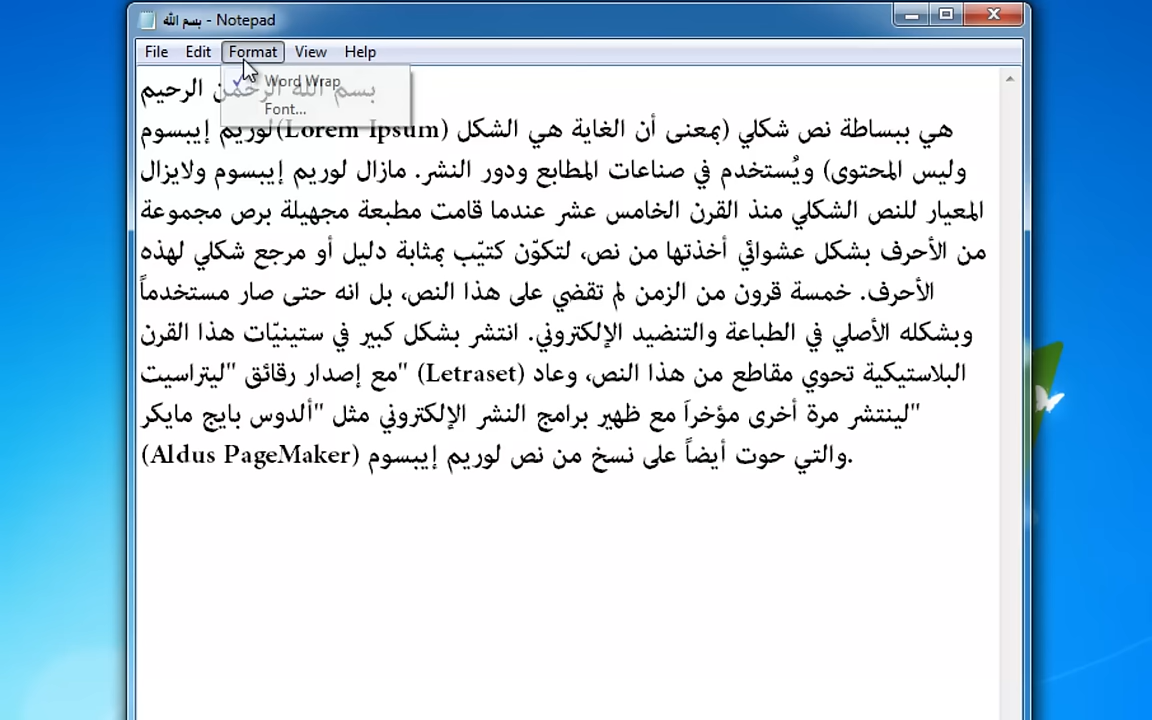 بسم الله - Notepad
File Edit Format View Help
Word Wrap
Font...
بسم الله الرحمن الرحيم
لوريم إيبسوم(Lorem Ipsum) هي ببساطة نص شكلي (بمعنى أن الغاية هي الشكل
وليس المحتوى) ويُستخدم في صناعات المطابع ودور النشر. مازال لوريم إيبسوم ولايزال
المعيار للنص الشكلي منذ القرن الخامس عشر عندما قامت مطبعة مجهيلة برص مجموعة
من الأحرف بشكل عشوائي أخذتها من نص، لتكوّن كتيّب بمثابة دليل أو مرجع شكلي لهذه
الأحرف. خمسة قرون من الزمن لم تقضي على هذا النص، بل انه حتى صار مستخدماً
وبشكله الأصلي في الطباعة والتنضيد الإلكتروني. انتشر بشكل كبير في ستينيّات هذا القرن
مع إصدار رقائق "ليتراسيت" (Letraset) البلاستيكية تحوي مقاطع من هذا النص، وعاد
لينتشر مرة أخرى مؤخراَ مع ظهير برامج النشر الإلكتروني مثل "ألدوس بايج مايكر"
(Aldus PageMaker) والتي حوت أيضاً على نسخ من نص لوريم إيبسوم.